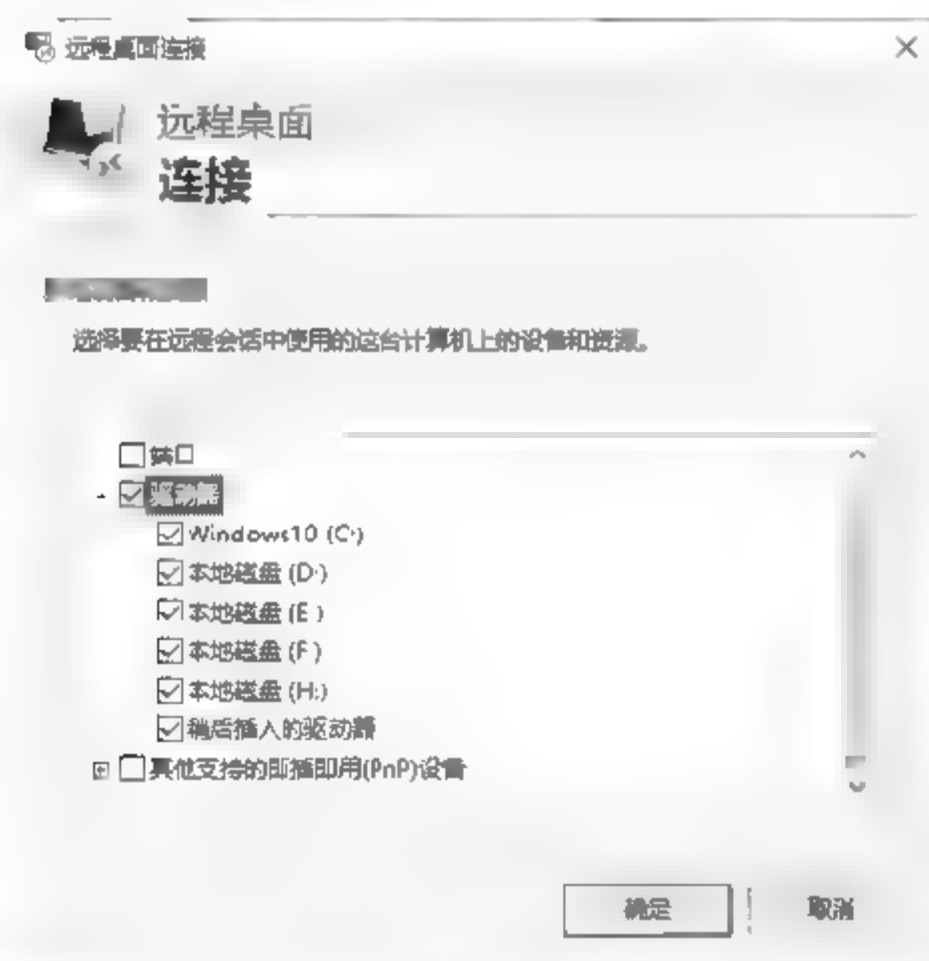 远程桌面连接
远程桌面
连接
选择要在远程会话中使用的这台计算机上的设备和资源。
端口
驱动器
Windows10 (C:)
本地磁盘 (D:)
本地磁盘 (E:)
本地磁盘 (F:)
本地磁盘 (H:)
稍后插入的驱动器
其他支持的即插即用(PnP)设备
确定
取消